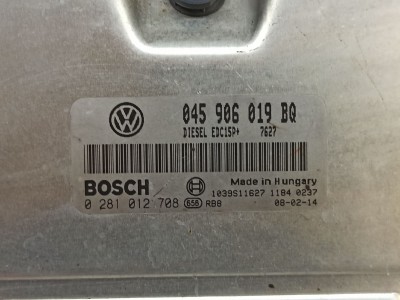 045 906 019 BQ
DIESEL EDC15P+ 7627
BOSCH
Made in Hungary
1039S11627 1184 0237
0 281 012 708 656 RB8 08-02-14